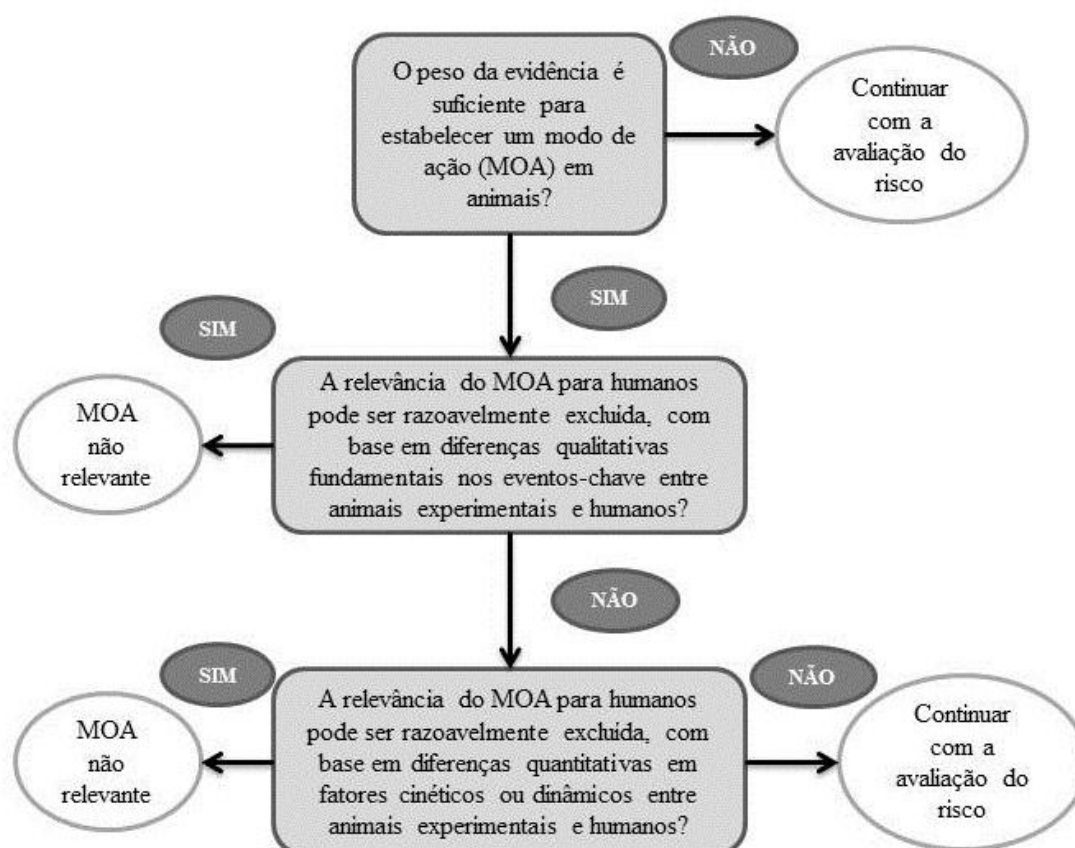 O peso da evidência é
suficiente para
estabelecer um modo de
ação (MOA) em
animais?
NÃO
Continuar
com a
avaliação do
risco
SIM
SIM
A relevância do MOA para humanos
pode ser razoavelmente excluída, com
base em diferenças qualitativas
fundamentais nos eventos-chave entre
animais experimentais e humanos?
MOA
não
relevante
NÃO
SIM
A relevância do MOA para humanos
pode ser razoavelmente excluída, com
base em diferenças quantitativas em
fatores cinéticos ou dinâmicos entre
animais experimentais e humanos?
NÃO
MOA
não
relevante
Continuar
com a
avaliação do
risco